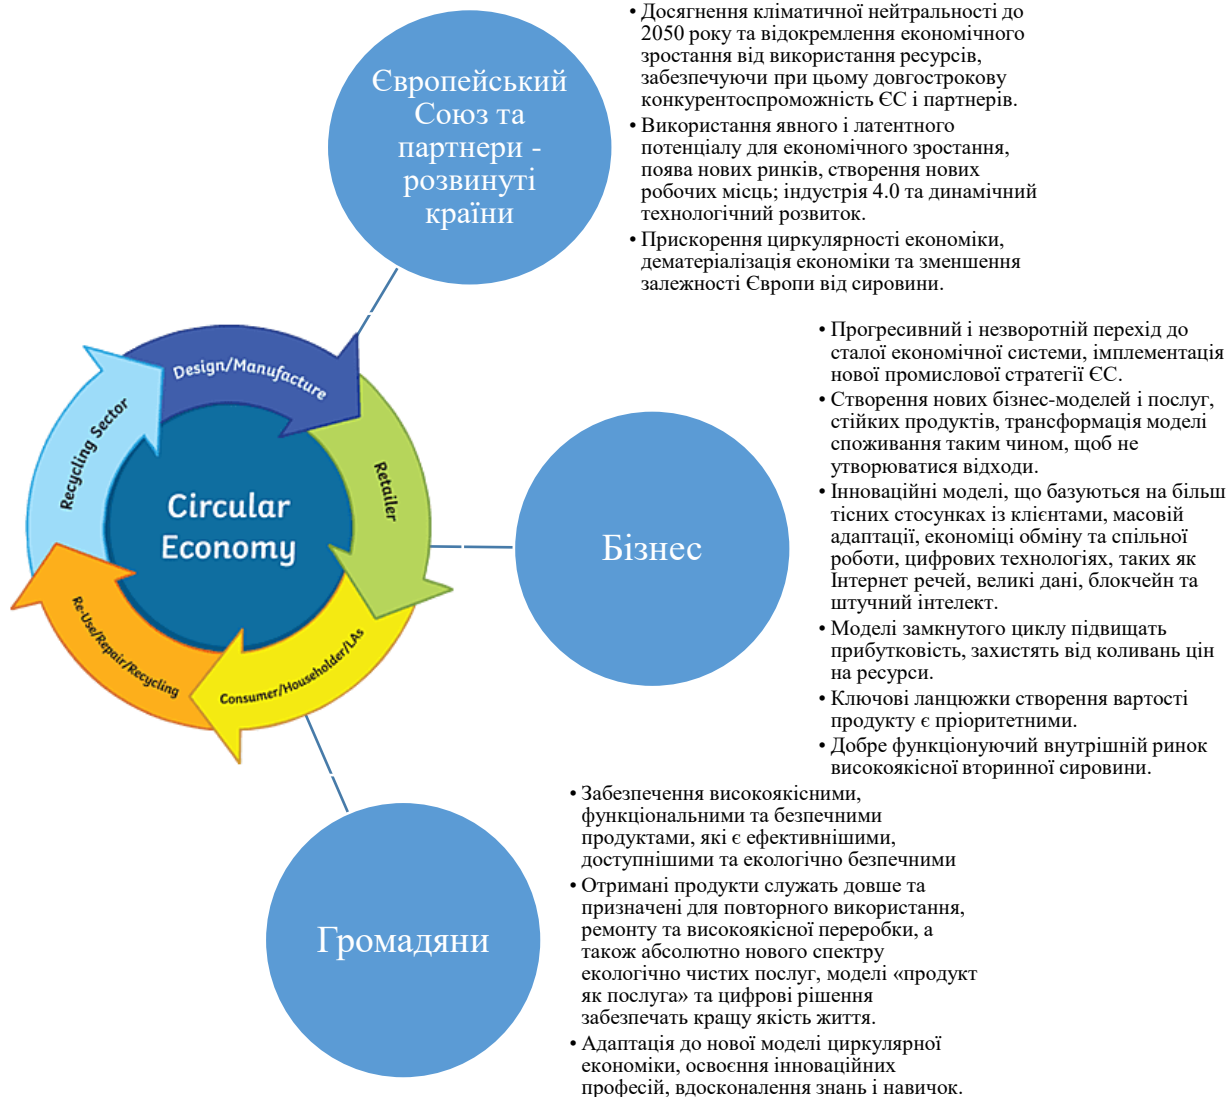 Європейський
Союз та
партнери -
розвинуті
країни
• Досягнення кліматичної нейтральності до
2050 року та відокремлення економічного
зростання від використання ресурсів,
забезпечуючи при цьому довгострокову
конкурентоспроможність ЄС і партнерів.
• Використання явного і латентного
потенціалу для економічного зростання,
поява нових ринків, створення нових
робочих місць; індустрія 4.0 та динамічний
технологічний розвиток.
• Прискорення циркулярності економіки,
дематеріалізація економіки та зменшення
залежності Європи від сировини.
Design/Manufacture
Retailer
Consumer/Householder/LAs
Re-Use/Repair/Recycling
Recycling Sector
Circular
Economy
Бізнес
• Прогресивний і незворотній перехід до
сталої економічної системи, імплементація
нової промислової стратегії ЄС.
• Створення нових бізнес-моделей і послуг,
стійких продуктів, трансформація моделі
споживання таким чином, щоб не
утворюватися відходи.
• Інноваційні моделі, що базуються на більш
тісних стосунках із клієнтами, масовій
адаптації, економіці обміну та спільної
роботи, цифрових технологіях, таких як
Інтернет речей, великі дані, блокчейн та
штучний інтелект.
• Моделі замкнутого циклу підвищать
прибутковість, захистять від коливань цін
на ресурси.
• Ключові ланцюжки створення вартості
продукту є пріоритетними.
• Добре функціонуючий внутрішній ринок
високоякісної вторинної сировини.
Громадяни
• Забезпечення високоякісними,
функціональними та безпечними
продуктами, які є ефективнішими,
доступнішими та екологічно безпечними
• Отримані продукти служать довше та
призначені для повторного використання,
ремонту та високоякісної переробки, а
також абсолютно нового спектру
екологічно чистих послуг, моделі «продукт
як послуга» та цифрові рішення
забезпечать кращу якість життя.
• Адаптація до нової моделі циркулярної
економіки, освоєння інноваційних
професій, вдосконалення знань і навичок.